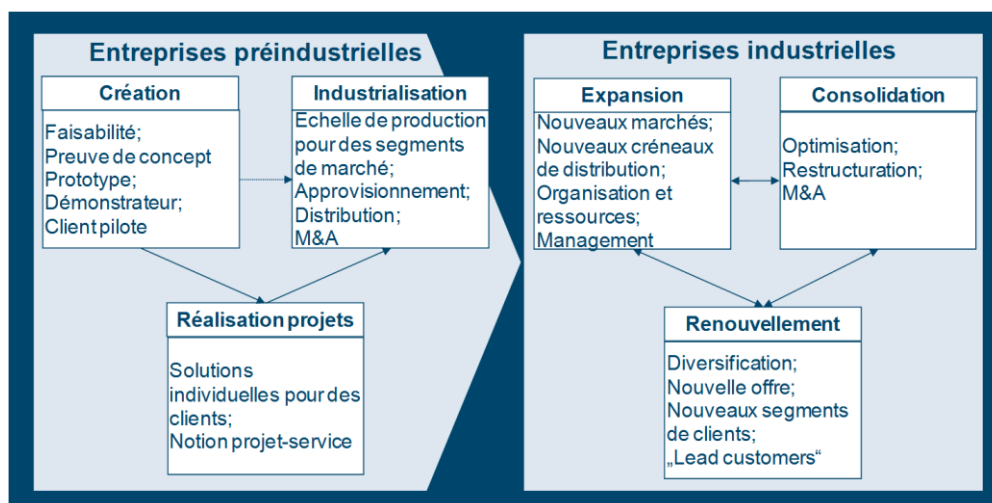 Entreprises préindustrielles
Création
Faisabilité;
Preuve de concept
Prototype;
Démonstrateur;
Client pilote
Industrialisation
Echelle de production
pour des segments
de marché;
Approvisionnement;
Distribution;
M&A
Réalisation projets
Solutions
individuelles pour des
clients;
Notion projet-service
Entreprises industrielles
Expansion
Nouveaux marchés;
Nouveaux créneaux
de distribution;
Organisation et
ressources;
Management
Consolidation
Optimisation;
Restructuration;
M&A
Renouvellement
Diversification;
Nouvelle offre;
Nouveaux segments
de clients;
„Lead customers“